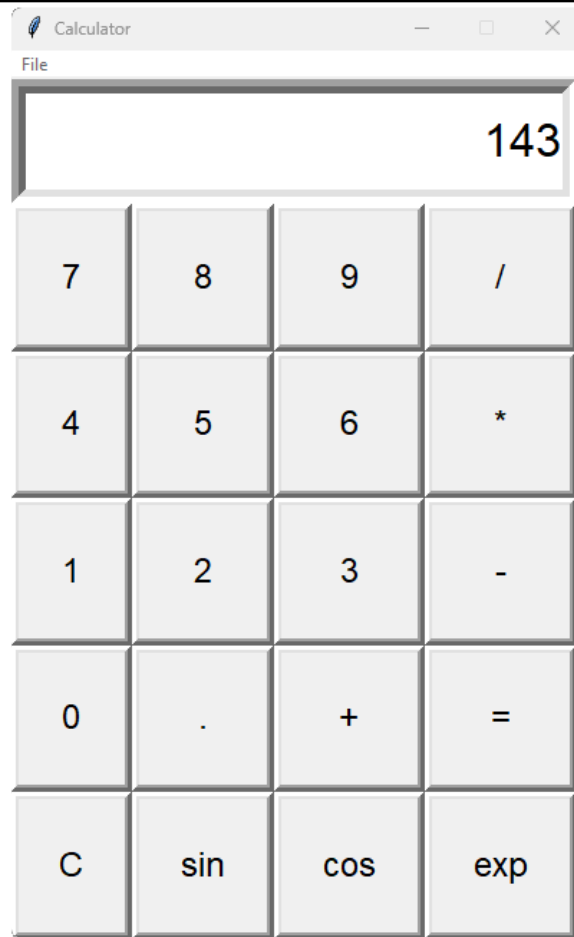 Calculator
File
143
7 8 9 /
4 5 6 *
1 2 3 -
0 . + =
C sin cos exp